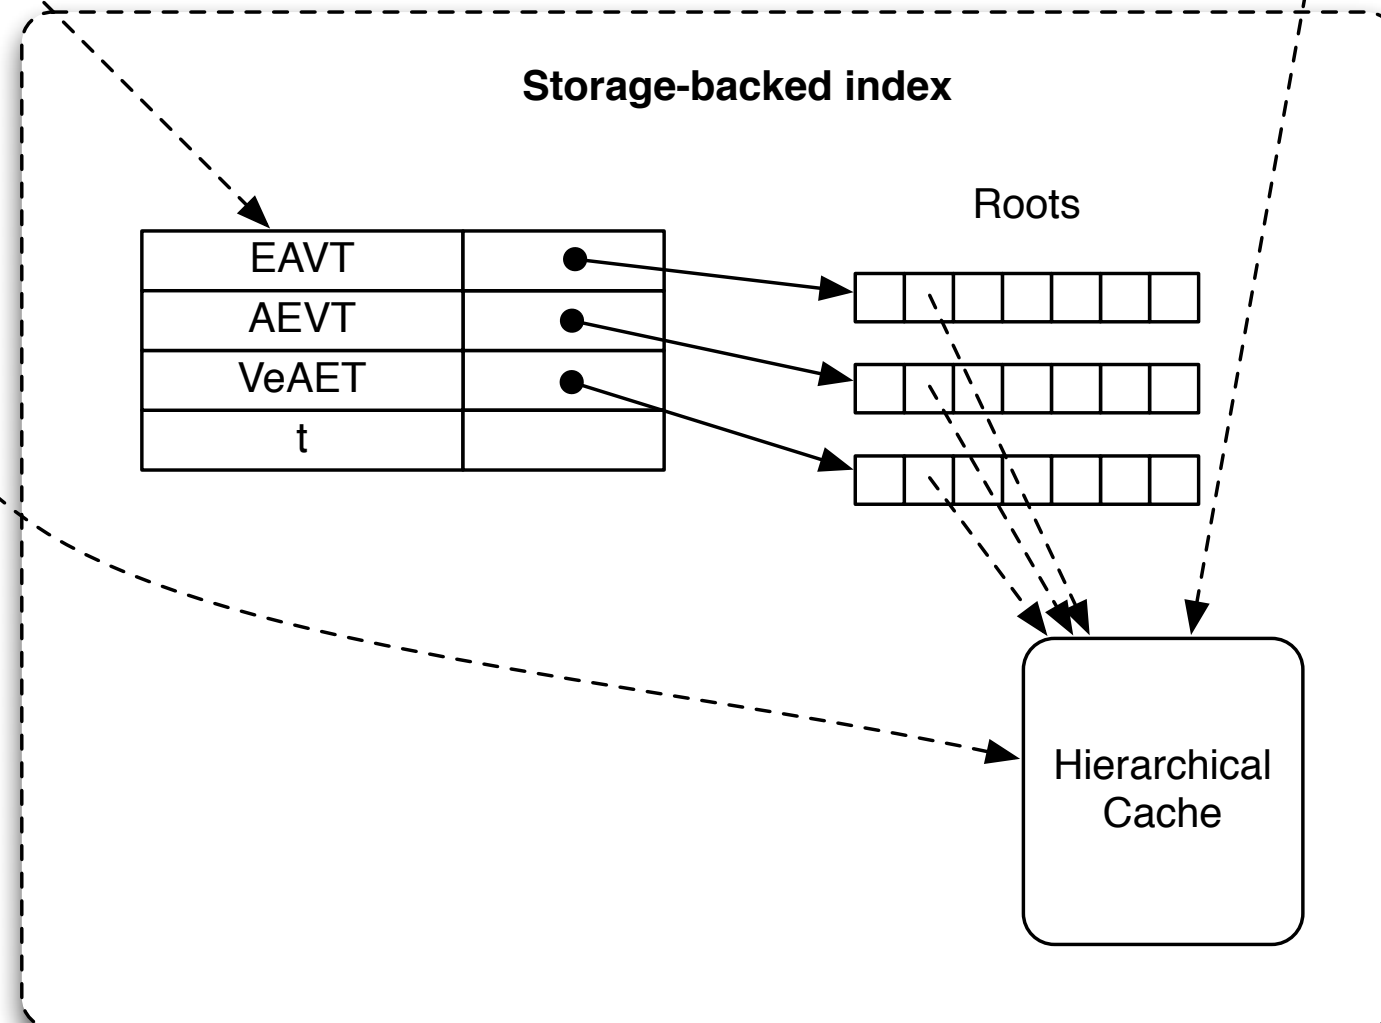 Storage-backed index
Roots
EAVT
AEVT
VeAET
t
Hierarchical
Cache